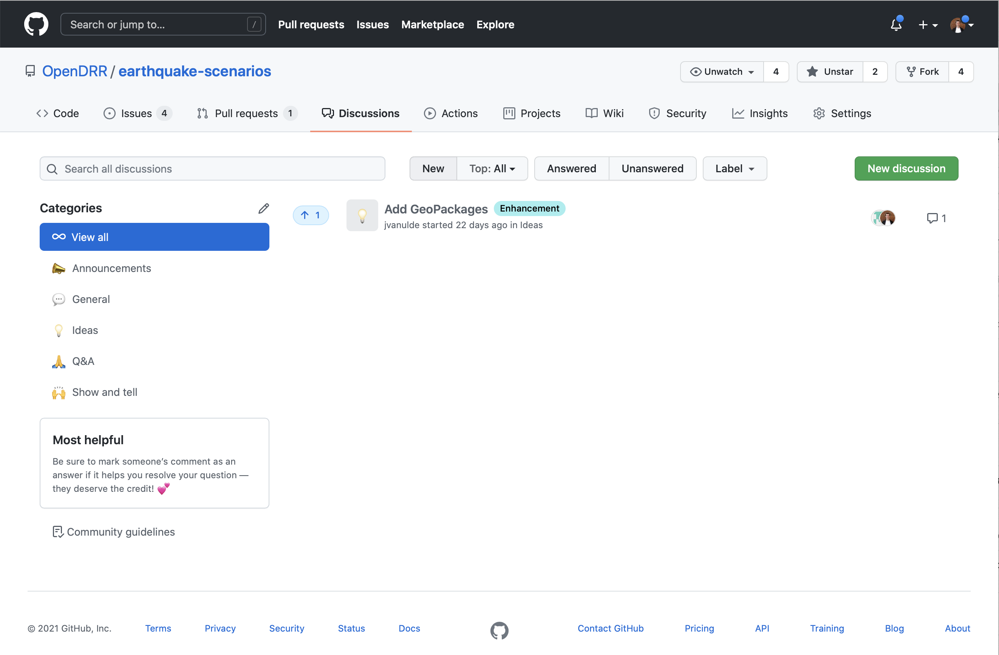 Search or jump to... /
Pull requests Issues Marketplace Explore
OpenDRR / earthquake-scenarios
Unwatch 4 Unstar 2 Fork 4
Code Issues 4 Pull requests 1 Discussions Actions Projects Wiki Security Insights Settings
Search all discussions
New Top: All Answered Unanswered Label New discussion
Categories
View all
Announcements
General
Ideas
Q&A
Show and tell
1
Add GeoPackages Enhancement
jvanulde started 22 days ago in Ideas
1
Most helpful
Be sure to mark someone’s comment as an
answer if it helps you resolve your question —
they deserve the credit! 💕
Community guidelines
© 2021 GitHub, Inc. Terms Privacy Security Status Docs Contact GitHub Pricing API Training Blog About